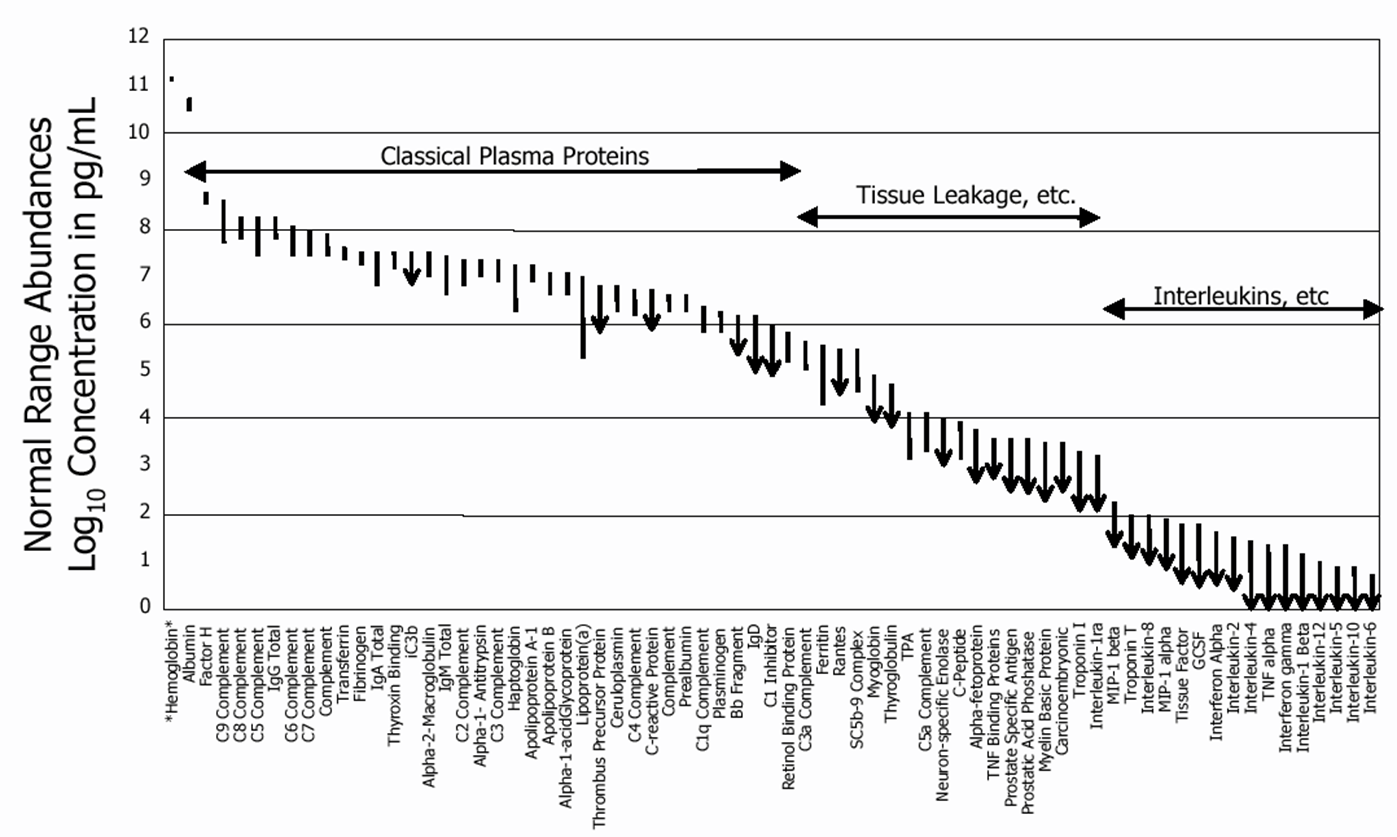 Normal Range Abundances
Log10 Concentration in pg/mL
12
11
10
9
8
7
6
5
4
3
2
1
0
Classical Plasma Proteins
Tissue Leakage, etc.
Interleukins, etc
*Hemoglobin*
Albumin
Factor H
C9 Complement
C8 Complement
C5 Complement
IgG Total
C6 Complement
C7 Complement
Complement
Transferrin
Fibrinogen
IgA Total
Thyroxin Binding
iC3b
Alpha-2-Macroglobulin
IgM Total
C2 Complement
Alpha-1- Antitrypsin
C3 Complement
Haptoglobin
Apolipoprotein A-1
Apolipoprotein B
Alpha-1-acidGlycoprotein
Lipoprotein(a)
Thrombus Precursor Protein
Ceruloplasmin
C4 Complement
C-reactive Protein
Complement
Prealbumin
C1q Complement
Plasminogen
Bb Fragment
IgD
C1 Inhibitor
Retinol Binding Protein
C3a Complement
Ferritin
Rantes
SC5b-9 Complex
Myoglobin
Thyroglobulin
TPA
C5a Complement
Neuron-specific Enolase
C-Peptide
Alpha-fetoprotein
TNF Binding Proteins
Prostate Specific Antigen
Prostatic Acid Phosphatase
Myelin Basic Protein
Carcinoembryonic
Troponin I
Interleukin-1ra
MIP-1 beta
Troponin T
Interleukin-8
MIP-1 alpha
Tissue Factor
GCSF
Interferon Alpha
Interleukin-2
Interleukin-4
TNF alpha
Interferon gamma
Interleukin-1 Beta
Interleukin-12
Interleukin-5
Interleukin-10
Interleukin-6